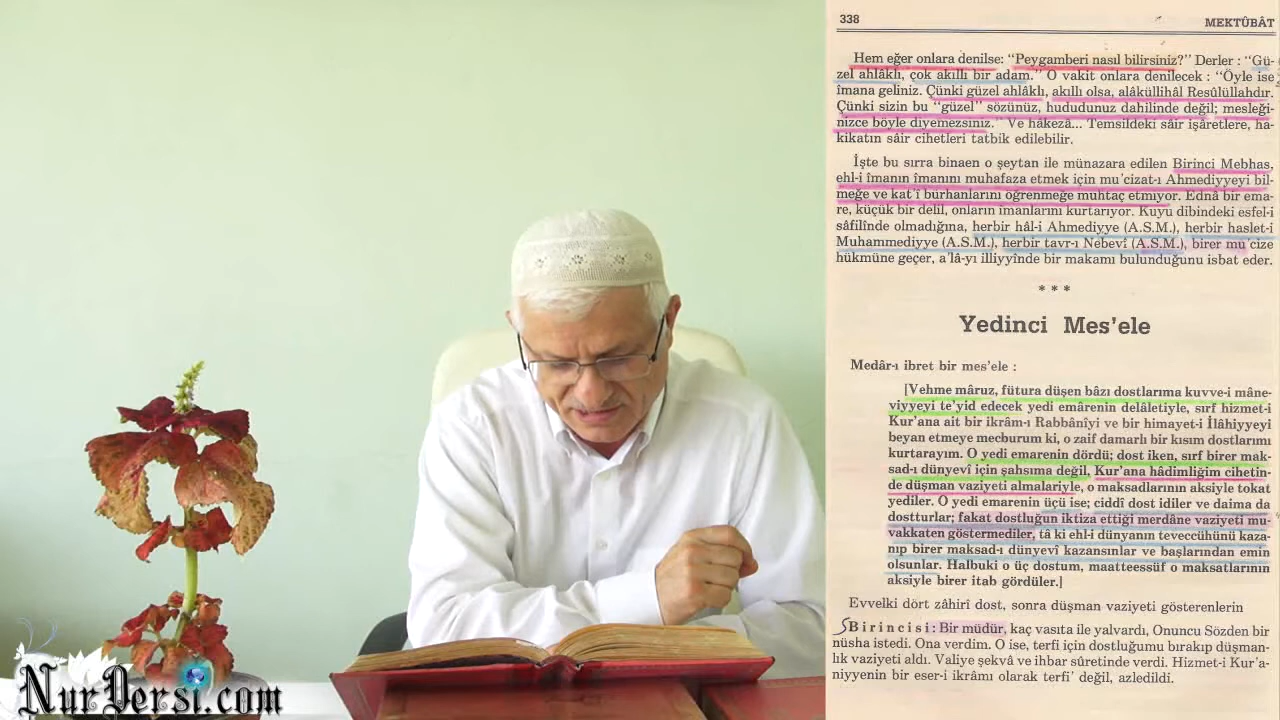 338
MEKTÛBÂT
Hem eğer onlara denilse: “Peygamberi nasıl bilirsiniz?” Derler : “Gü-
zel ahlâklı, çok akıllı bir adam.” O vakit onlara denilecek : “Öyle ise
îmana geliniz. Çünki güzel ahlâklı, akıllı olsa, alâküllihâl Resûlüllahdır.
Çünki sizin bu “güzel” sözünüz, hududunuz dahilinde değil; mesleği-
nizce böyle diyemezsiniz.” Ve hâkezâ... Temsildeki sâir işâretlere, ha-
kikatın sâir cihetleri tatbik edilebilir.
İşte bu sırra binaen o şeytan ile münazara edilen Birinci Mebhas,
ehl-i îmanın îmanını muhafaza etmek için mu’cizat-ı Ahmediyyeyi bil-
meğe ve kat’î burhanlarını öğrenmeğe muhtaç etmiyor. Ednâ bir ema-
re, küçük bir delil, onların îmanlarını kurtarıyor. Kuyu dibindeki esfel-i
sâfilînde olmadığına, herbir hâl-i Ahmediyye (A.S.M.), herbir haslet-i
Muhammediyye (A.S.M.), herbir tavr-ı Nebevî (A.S.M.), birer mu’cize
hükmüne geçer, a’lâ-yı illiyyînde bir makamı bulunduğunu isbat eder.
* * *
Yedinci Mes’ele
Medâr-ı ibret bir mes’ele :
[Vehme mâruz, fütura düşen bâzı dostlarıma kuvve-i mâne-
viyyeyi te’yid edecek yedi emârenin delâletiyle, sırf hizmet-i
Kur’ana ait bir ikrâm-ı Rabbânîyi ve bir himayet-i İlâhiyyeyi
beyan etmeye mecburum ki, o zaif damarlı bir kısım dostlarımı
kurtarayım. O yedi emarenin dördü; dost iken, sırf birer mak-
sad-ı dünyevî için şahsıma değil, Kur’ana hâdimliğim cihetin-
de düşman vaziyeti almalariyle, o maksadlarının aksiyle tokat
yediler. O yedi emarenin üçü ise; ciddî dost idiler ve daima da
dostturlar; fakat dostluğun iktiza ettiği merdâne vaziyeti mu-
vakkaten göstermediler, tâ ki ehl-i dünyanın teveccühünü kaza-
nıp birer maksad-ı dünyevî kazansınlar ve başlarından emin
olsunlar. Halbuki o üç dostum, maatteessüf o maksatlarının
aksiyle birer itab gördüler.]
Evvelki dört zâhirî dost, sonra düşman vaziyeti gösterenlerin
Birincisi: Bir müdür, kaç vasıta ile yalvardı, Onuncu Sözden bir
nüsha istedi. Ona verdim. O ise, terfi için dostluğumu bırakıp düşman-
lık vaziyeti aldı. Valiye şekvâ ve ihbar sûretinde verdi. Hizmet-i Kur’a-
niyyenin bir eser-i ikrâmı olarak terfi’ değil, azledildi.
NurDersi.com